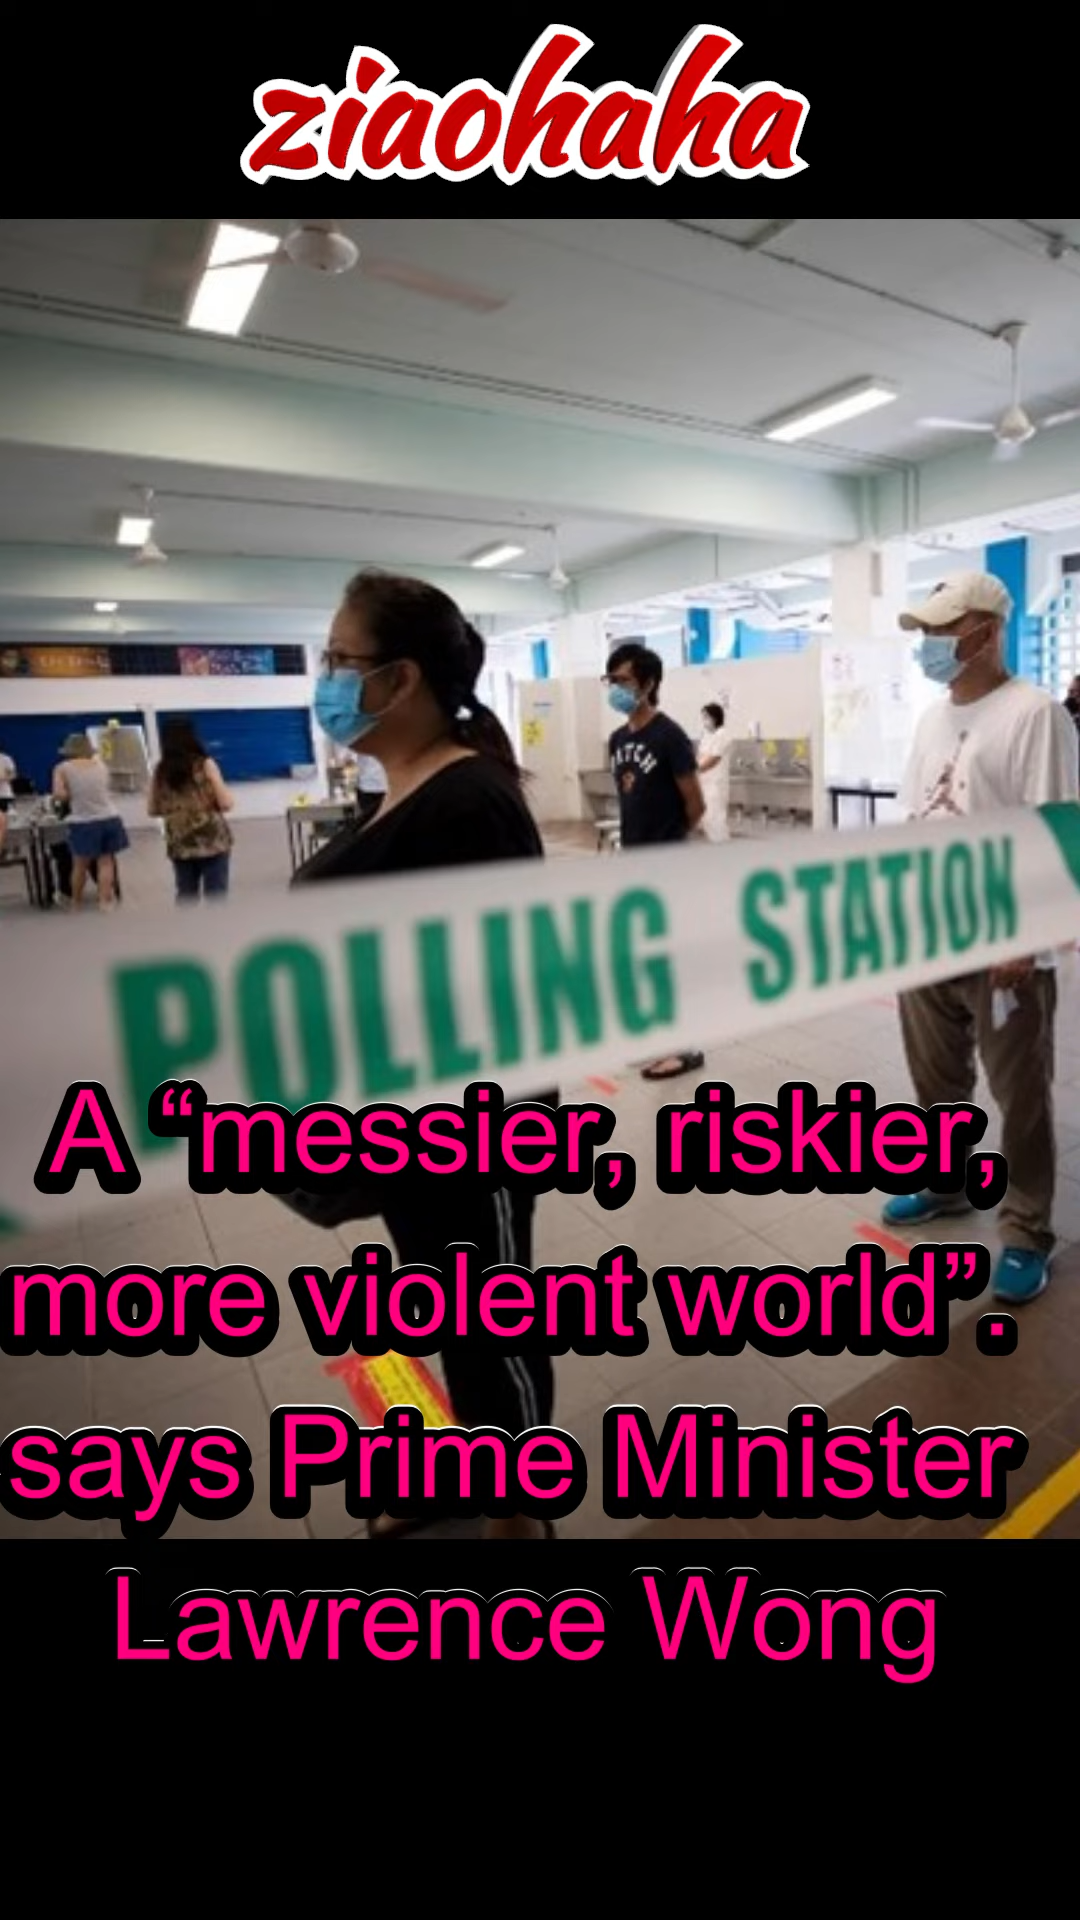 ziaohaha
POLLING STATION
A “messier, riskier,
more violent world”.
says Prime Minister
Lawrence Wong